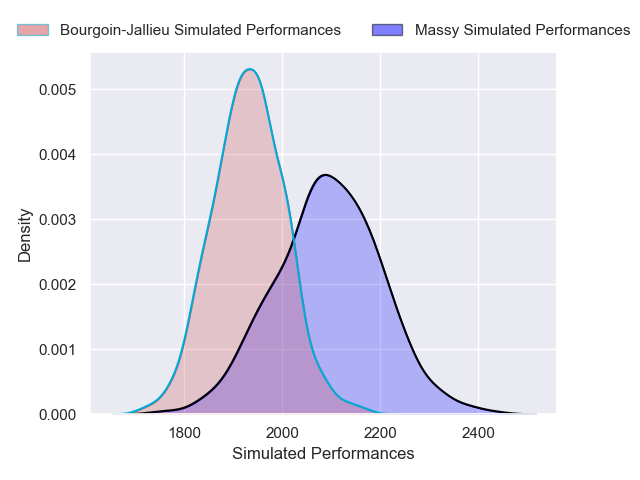 Bourgoin-Jallieu Simulated Performances Massy Simulated Performances
0.005
0.004
0.003
0.002
0.001
0.000
Density
1800 2000 2200 2400
Simulated Performances